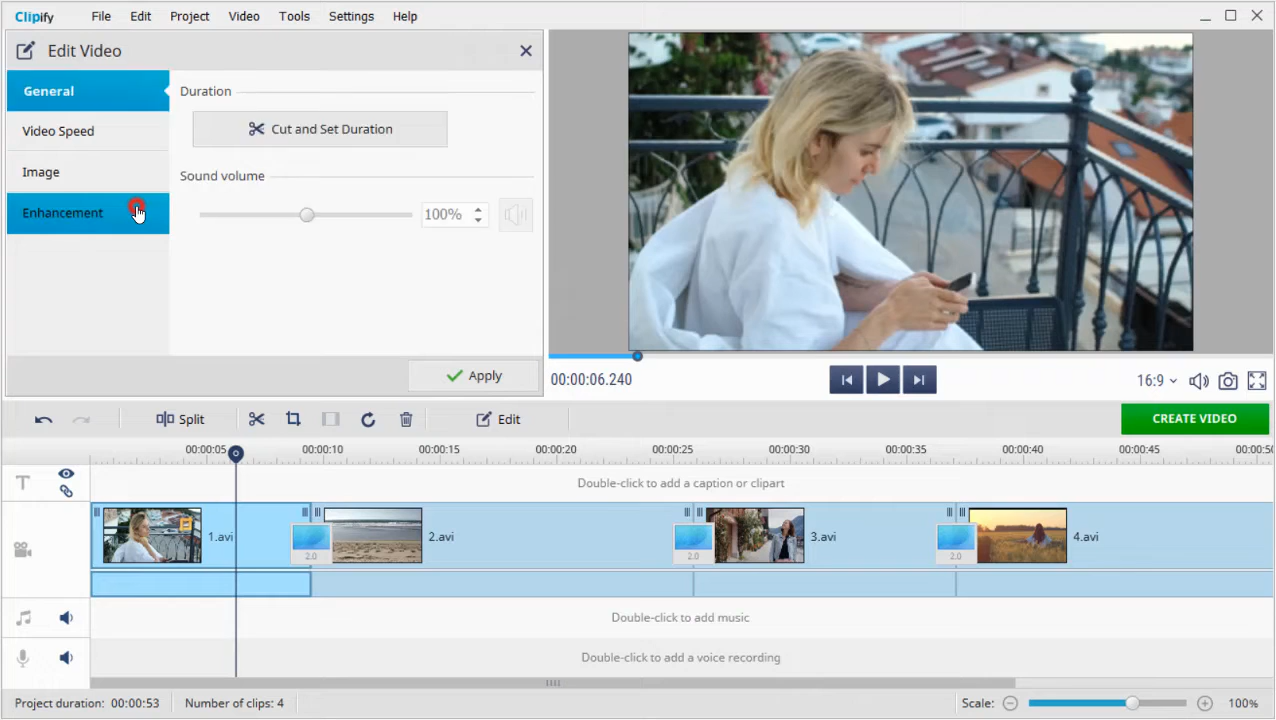 Clipify File Edit Project Video Tools Settings Help
Edit Video
General
Video Speed
Image
Enhancement
Duration
Cut and Set Duration
Sound volume
100%
Apply
00:00:06.240
16:9
Split
Edit
CREATE VIDEO
00:00:05 00:00:10 00:00:15 00:00:20 00:00:25 00:00:30 00:00:35 00:00:40 00:00:45 00:00:50
T
Double-click to add a caption or clipart
1.avi 2.avi 3.avi 4.avi
2.0 2.0 2.0
Double-click to add music
Double-click to add a voice recording
Project duration: 00:00:53 Number of clips: 4 Scale: 100%